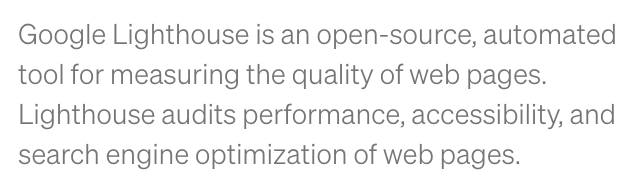 Google Lighthouse is an open-source, automated
tool for measuring the quality of web pages.
Lighthouse audits performance, accessibility, and
search engine optimization of web pages.